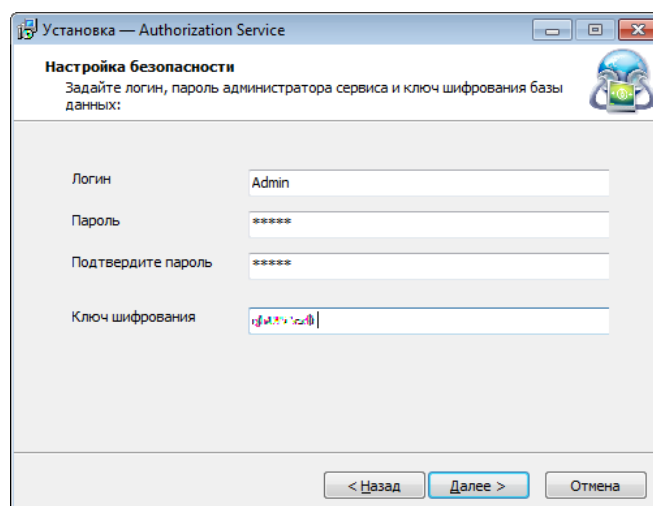 Установка — Authorization Service
Настройка безопасности
Задайте логин, пароль администратора сервиса и ключ шифрования базы
данных:
Логин
Admin
Пароль
*****
Подтвердите пароль
*****
Ключ шифрования
< Назад
Далее >
Отмена